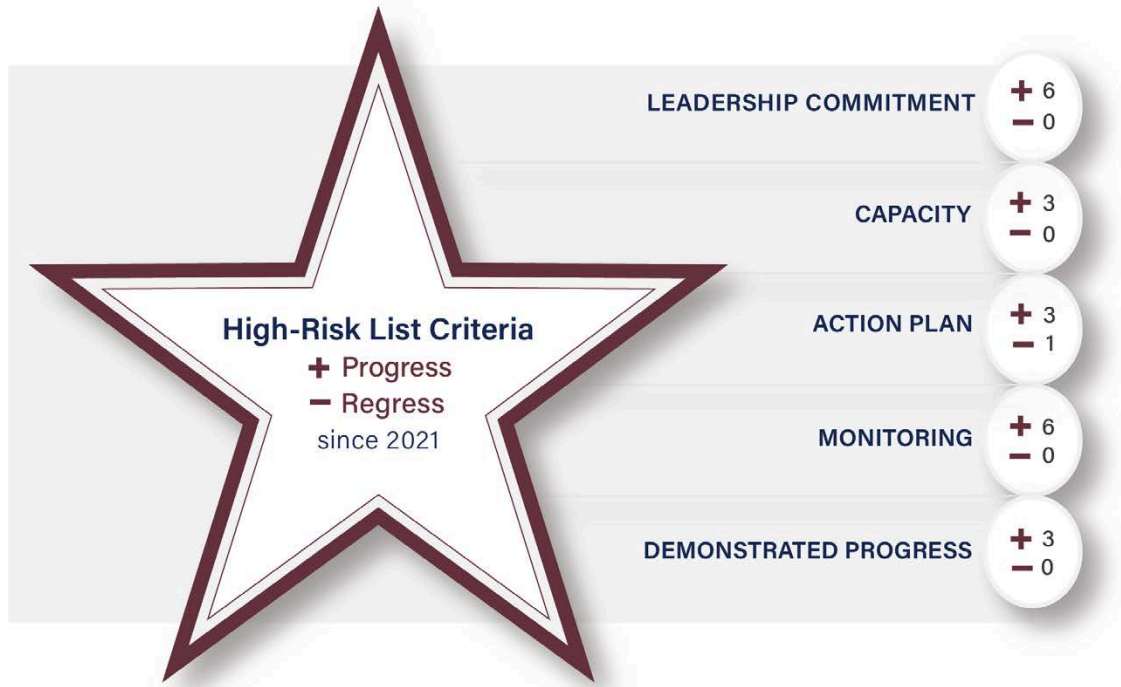 High-Risk List Criteria
+ Progress
− Regress
since 2021
LEADERSHIP COMMITMENT
+ 6
− 0
CAPACITY
+ 3
− 0
ACTION PLAN
+ 3
− 1
MONITORING
+ 6
− 0
DEMONSTRATED PROGRESS
+ 3
− 0